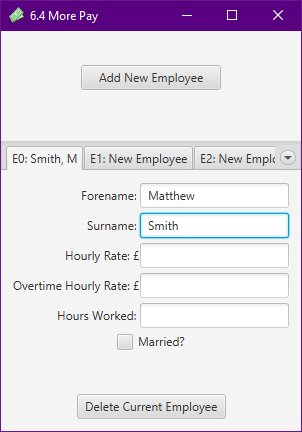 6.4 More Pay
Add New Employee
E0: Smith, M E1: New Employee E2: New Emplo
Forename: Matthew
Surname: Smith
Hourly Rate: £
Overtime Hourly Rate: £
Hours Worked:
Married?
Delete Current Employee